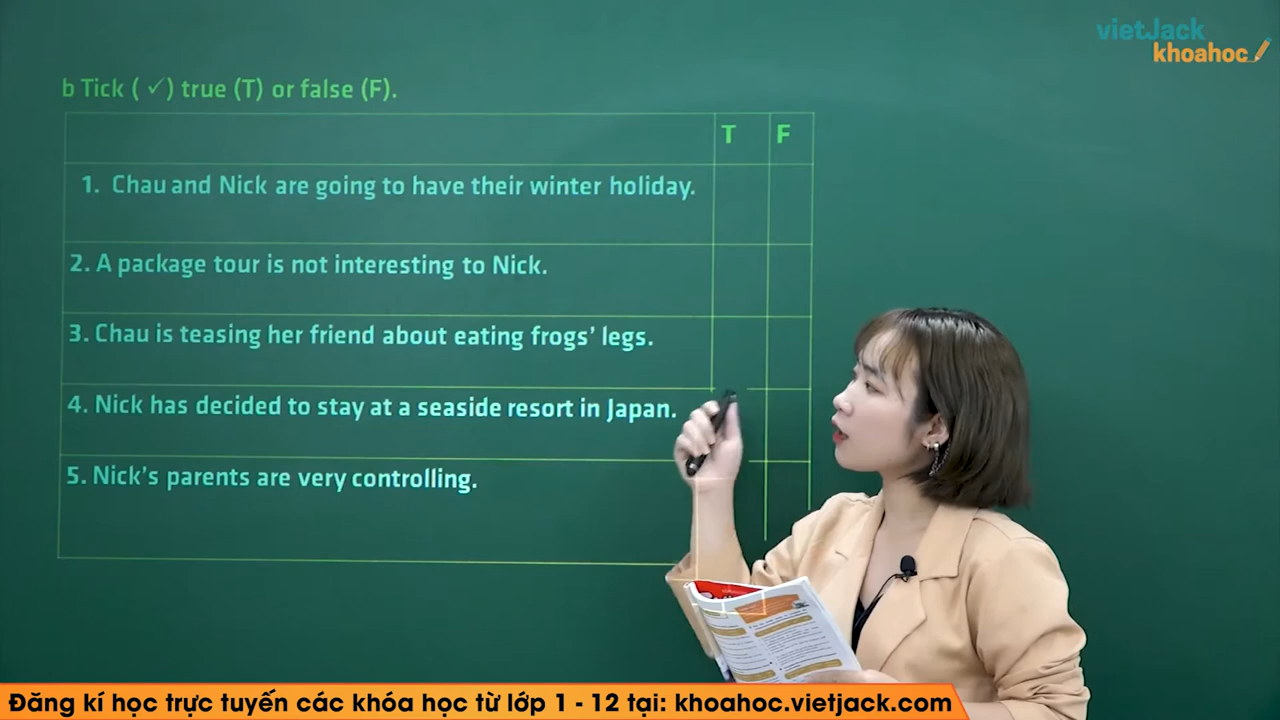 vietJack
khoahoc
b Tick ( ✓) true (T) or false (F).
T F
1. Chau and Nick are going to have their winter holiday.
2. A package tour is not interesting to Nick.
3. Chau is teasing her friend about eating frogs’ legs.
4. Nick has decided to stay at a seaside resort in Japan.
5. Nick’s parents are very controlling.
Đăng kí học trực tuyến các khóa học từ lớp 1 - 12 tại: khoahoc.vietjack.com